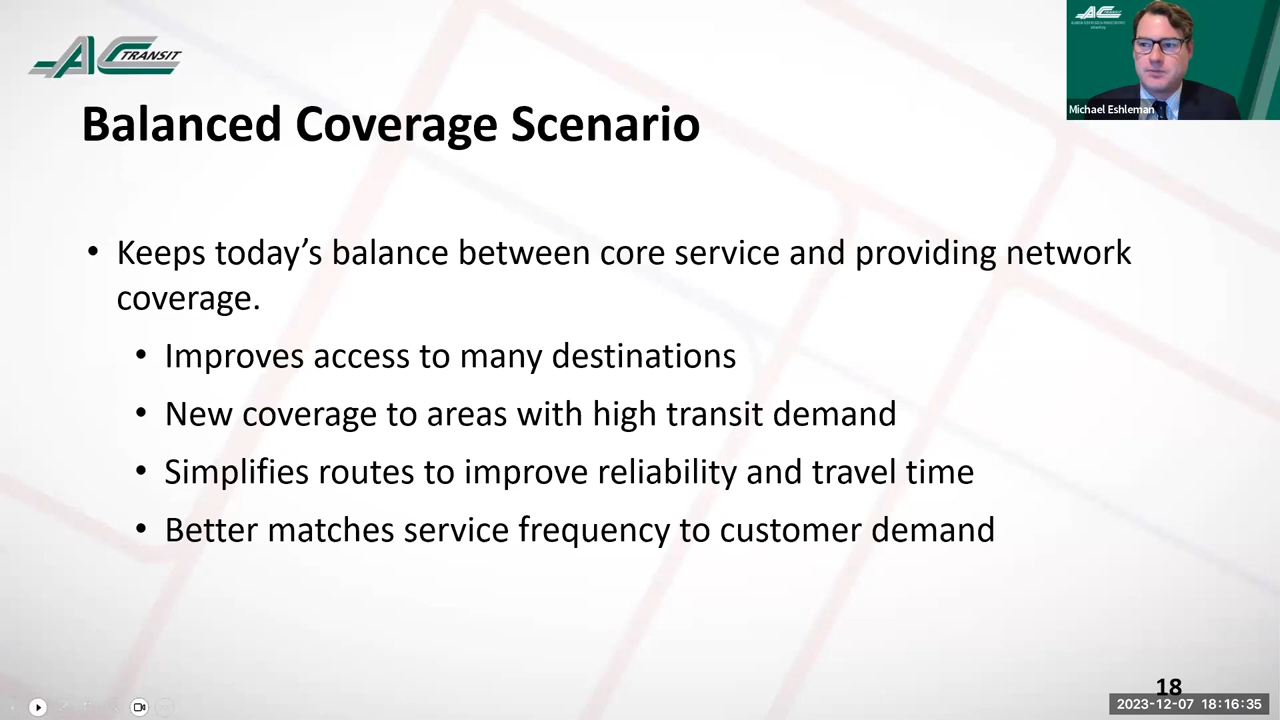 AC TRANSIT
Michael Eshleman
Balanced Coverage Scenario
• Keeps today’s balance between core service and providing network
coverage.
• Improves access to many destinations
• New coverage to areas with high transit demand
• Simplifies routes to improve reliability and travel time
• Better matches service frequency to customer demand
18
2023-12-07 18:16:35